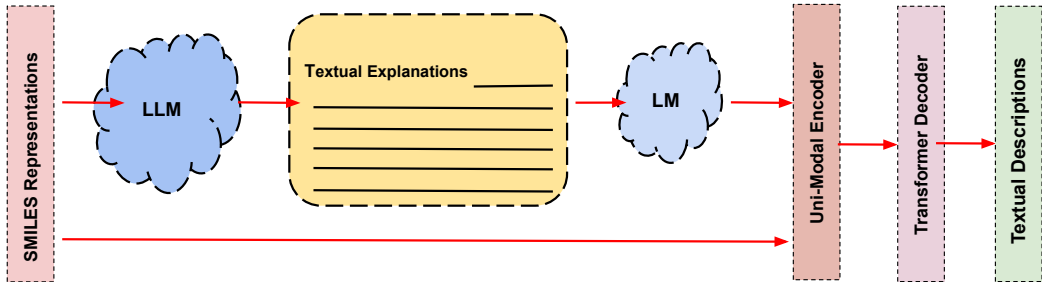 SMILES Representations
LLM
Textual Explanations
LM
Uni-Modal Encoder
Transformer Decoder
Textual Descriptions